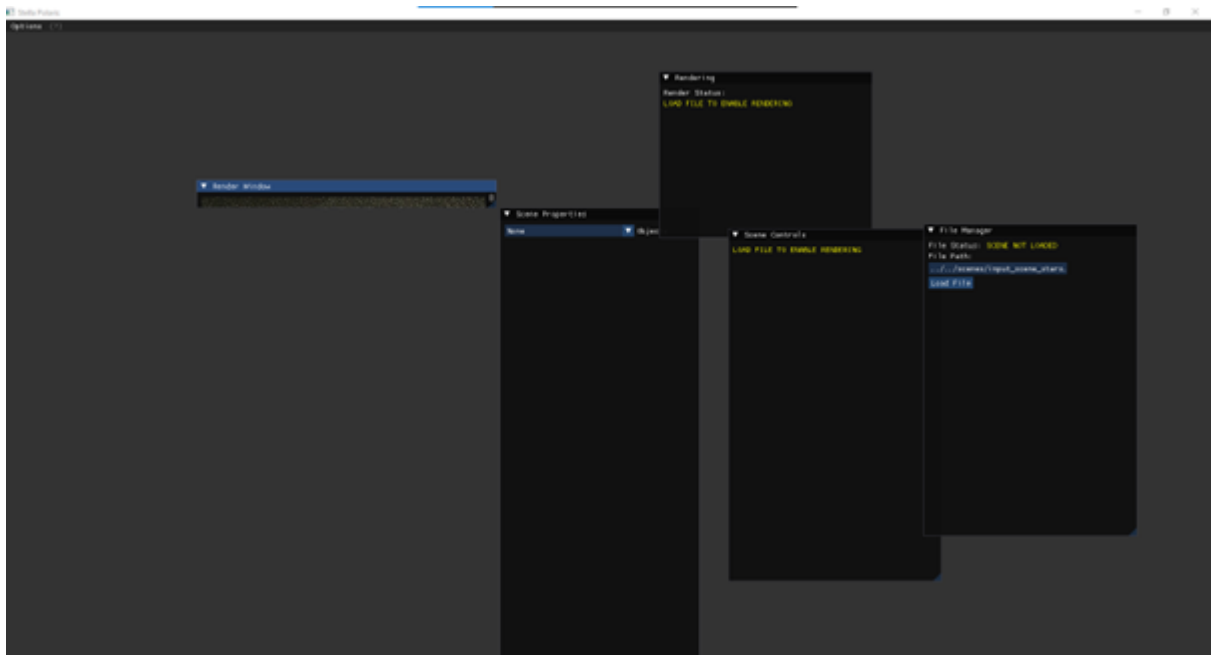 Stella Polaris
Options (?)
Rendering
Render Status:
LOAD FILE TO ENABLE RENDERING
Render Window
Scene Properties
None
Objec
Scene Controls
LOAD FILE TO ENABLE RENDERING
File Manager
File Status: SCENE NOT LOADED
File Path:
../../scenes/input_scene_stars.
Load File